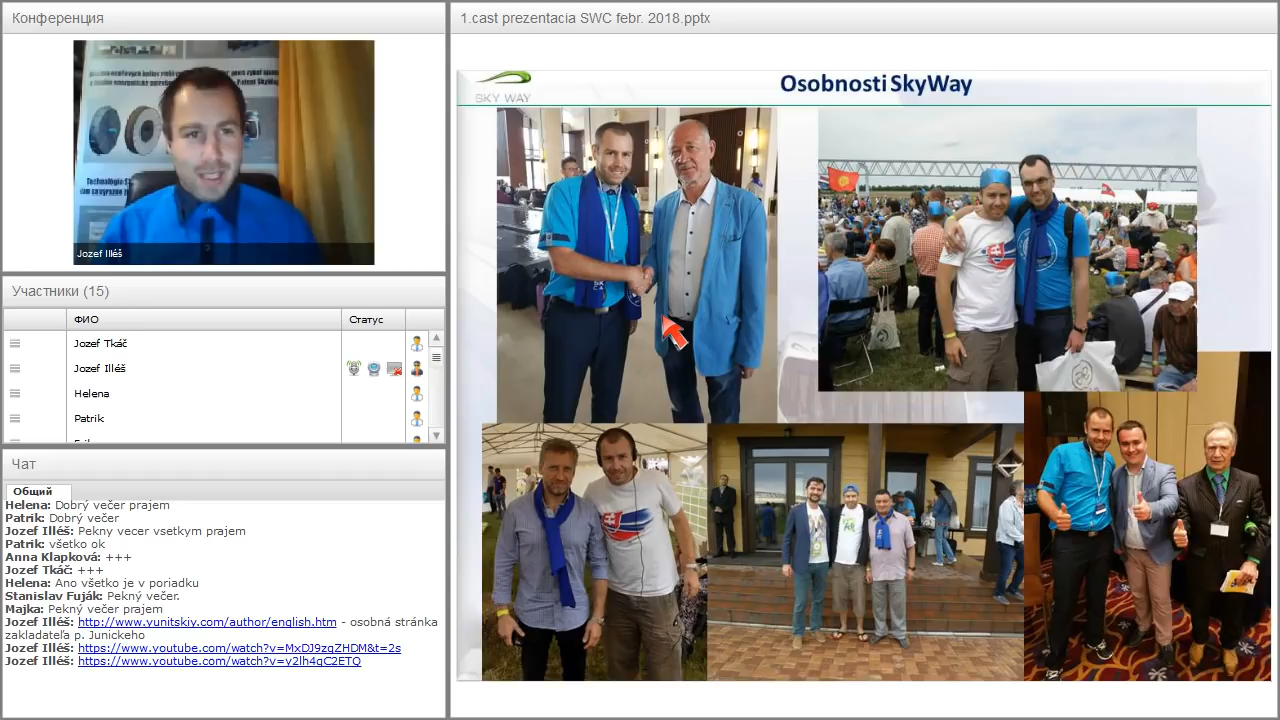 Конференция
Jozef Illéš
Участники (15)
ФИО
Статус
Jozef Tkáč
Jozef Illéš
Helena
Patrik
Чат
Общий
Helena: Dobrý večer prajem
Patrik: Dobrý večer
Jozef Illéš: Pekny vecer vsetkym prajem
Patrik: všetko ok
Anna Klapková: +++
Jozef Tkáč: +++
Helena: Ano všetko je v poriadku
Stanislav Fuják: Pekný večer.
Majka: Pekný večer prajem
Jozef Illéš: http://www.yunitskiy.com/author/english.htm - osobná stránka
zakladateľa p. Junickeho
Jozef Illéš: https://www.youtube.com/watch?v=MxDJ9zqZHDM&t=2s
Jozef Illéš: https://www.youtube.com/watch?v=y2lh4qC2ETQ
1.cast prezentacia SWC febr. 2018.pptx
SKY WAY
Osobnosti SkyWay